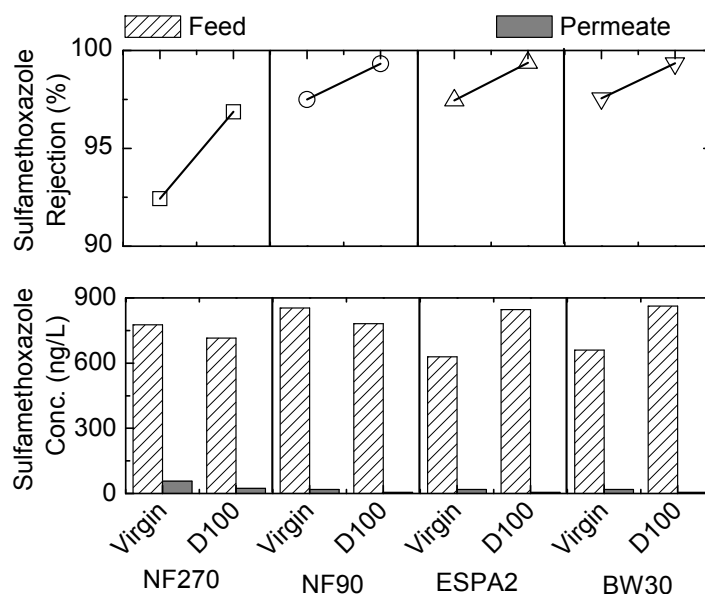 Feed Permeate
Sulfamethoxazole
Rejection (%)
100
95
90
Sulfamethoxazole
Conc. (ng/L)
900
600
300
0
Virgin D100 Virgin D100 Virgin D100 Virgin D100
NF270 NF90 ESPA2 BW30